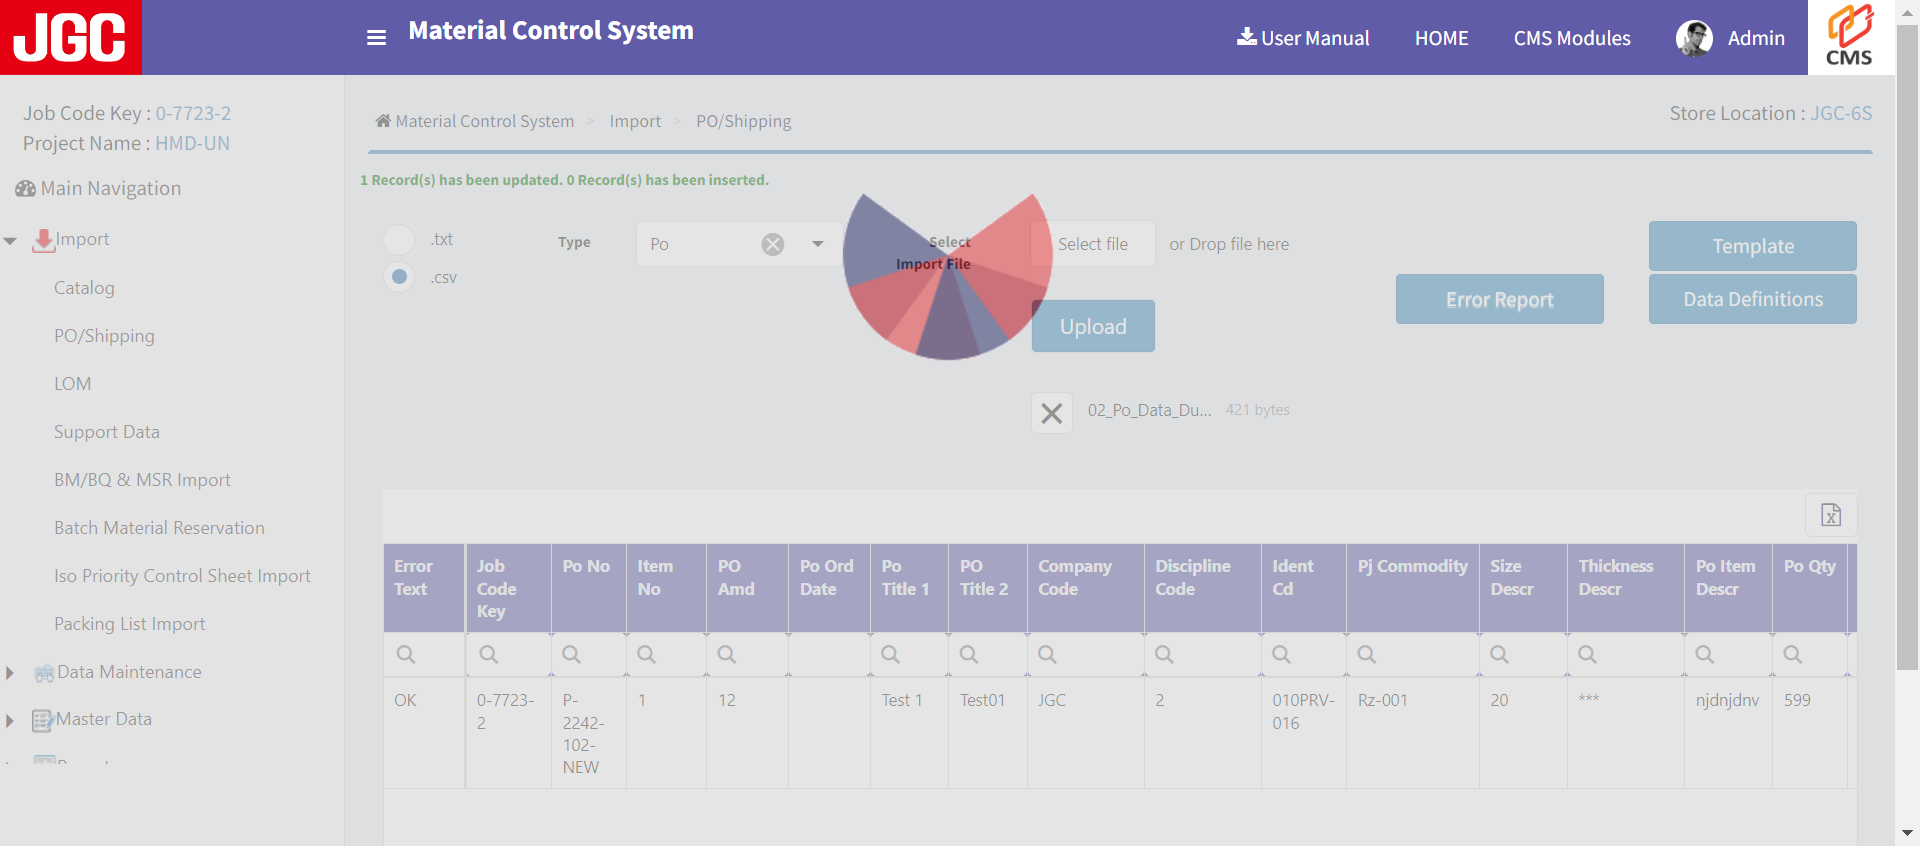 JGC
Material Control System
User Manual
HOME
CMS Modules
Admin
CMS
Job Code Key : 0-7723-2
Project Name : HMD-UN
Main Navigation
Import
Catalog
PO/Shipping
LOM
Support Data
BM/BQ & MSR Import
Batch Material Reservation
Iso Priority Control Sheet Import
Packing List Import
Data Maintenance
Master Data
Material Control System > Import > PO/Shipping
Store Location : JGC-6S
1 Record(s) has been updated. 0 Record(s) has been inserted.
.txt
.csv
Type
Po
Select
Import File
Select file
or Drop file here
Upload
Error Report
Template
Data Definitions
02_Po_Data_Du...
421 bytes
Error
Text
Job
Code
Key
Po No
Item
No
PO
Amd
Po Ord
Date
Po
Title 1
PO
Title 2
Company
Code
Discipline
Code
Ident
Cd
Pj Commodity
Size
Descr
Thickness
Descr
Po Item
Descr
Po Qty
OK
0-7723-
2
P-
2242-
102-
NEW
1
12
Test 1
Test01
JGC
2
010PRV-
016
Rz-001
20
***
njdnjdnv
599